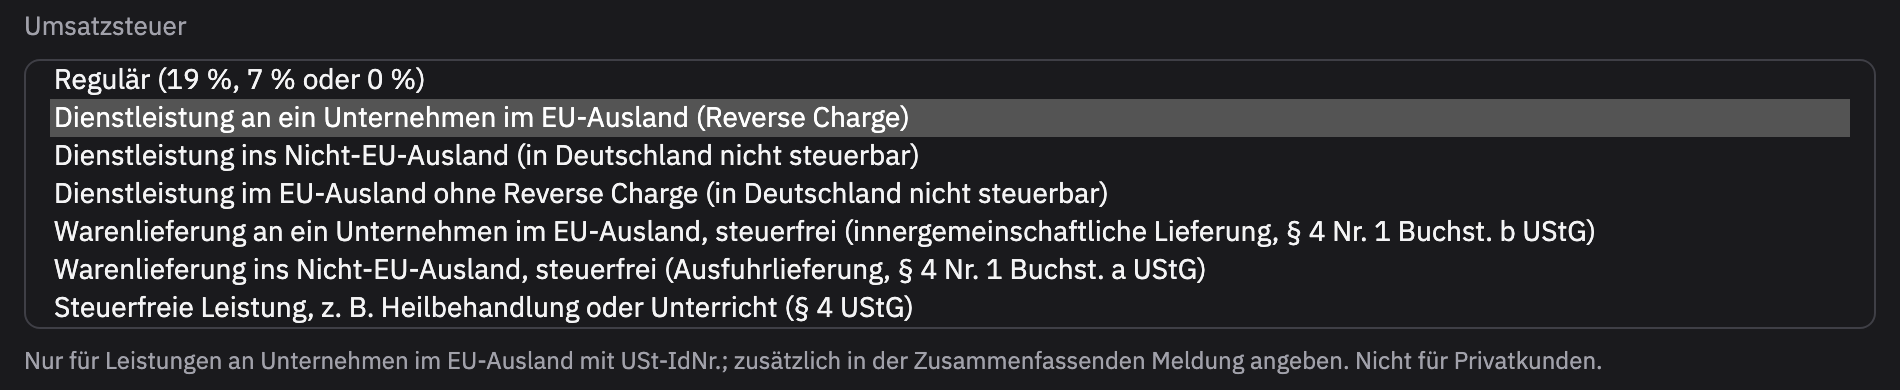 Umsatzsteuer
Regulär (19 %, 7 % oder 0 %)
Dienstleistung an ein Unternehmen im EU-Ausland (Reverse Charge)
Dienstleistung ins Nicht-EU-Ausland (in Deutschland nicht steuerbar)
Dienstleistung im EU-Ausland ohne Reverse Charge (in Deutschland nicht steuerbar)
Warenlieferung an ein Unternehmen im EU-Ausland, steuerfrei (innergemeinschaftliche Lieferung, § 4 Nr. 1 Buchst. b UStG)
Warenlieferung ins Nicht-EU-Ausland, steuerfrei (Ausfuhrlieferung, § 4 Nr. 1 Buchst. a UStG)
Steuerfreie Leistung, z. B. Heilbehandlung oder Unterricht (§ 4 UStG)
Nur für Leistungen an Unternehmen im EU-Ausland mit USt-IdNr.; zusätzlich in der Zusammenfassenden Meldung angeben. Nicht für Privatkunden.